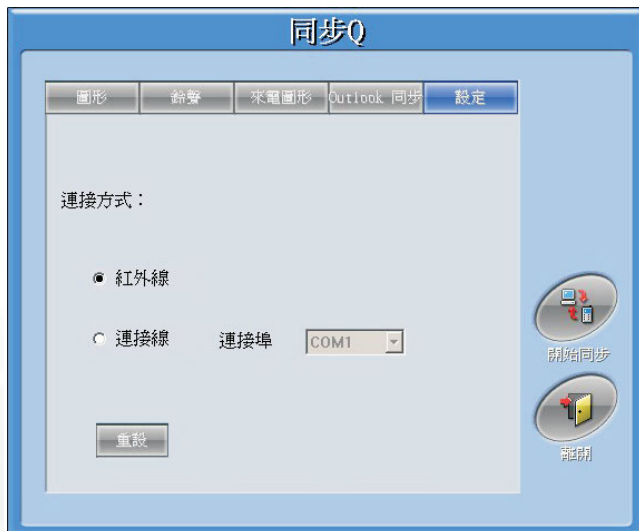 同步Q
圖形 鈴聲 來電圖形 Outlook 同步 設定
連接方式：
紅外線
連接線 連接埠 COM1
開始同步
重設
離開